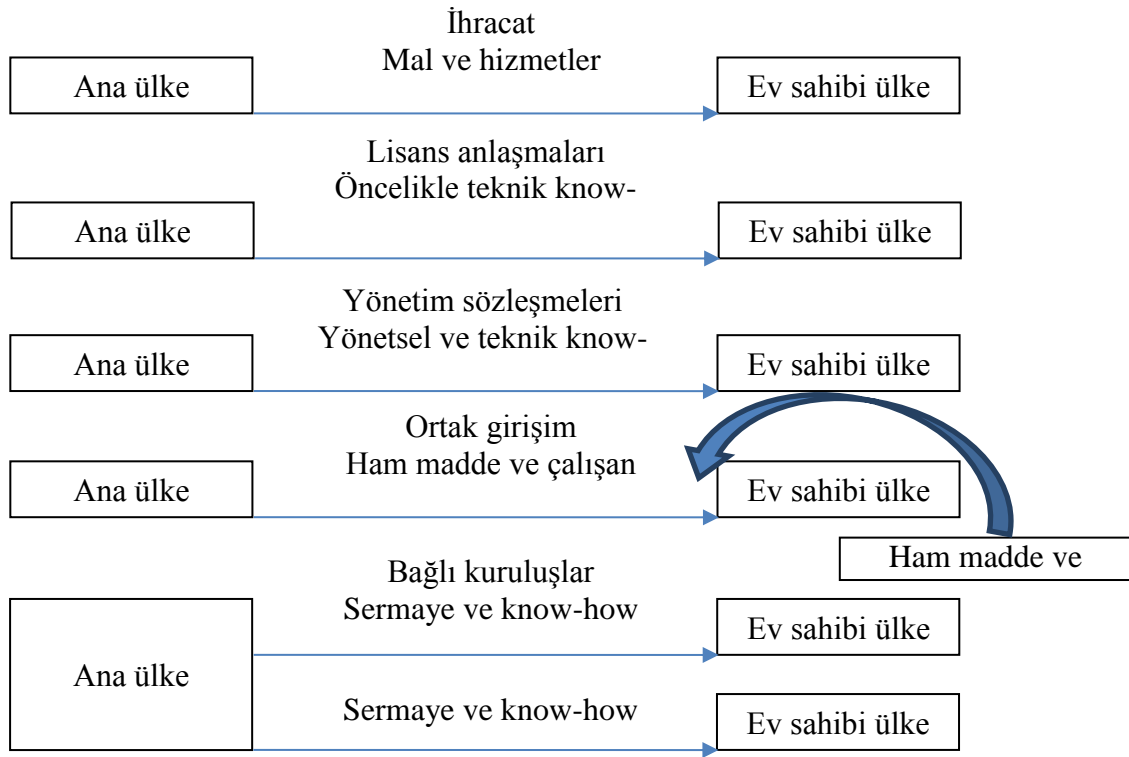 İhracat
Mal ve hizmetler
Ana ülke
Ev sahibi ülke
Lisans anlaşmaları
Öncelikle teknik know-
Ana ülke
Ev sahibi ülke
Yönetim sözleşmeleri
Yönetsel ve teknik know-
Ana ülke
Ev sahibi ülke
Ortak girişim
Ham madde ve çalışan
Ana ülke
Ev sahibi ülke
Ham madde ve
Bağlı kuruluşlar
Sermaye ve know-how
Ev sahibi ülke
Ana ülke
Sermaye ve know-how
Ev sahibi ülke